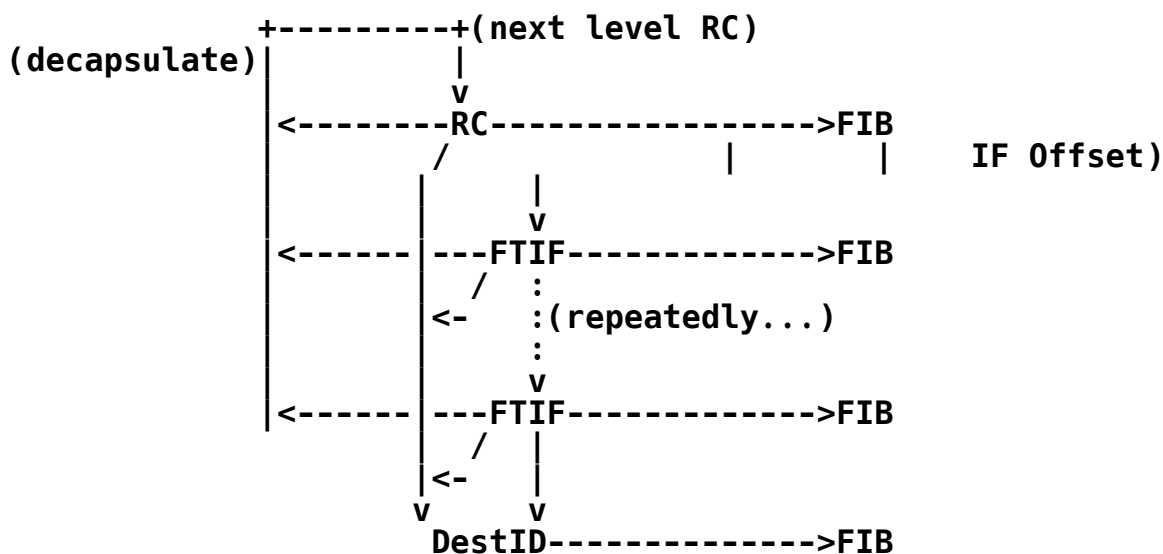 +---------+(next level RC)
(decapsulate)| |
| v
|<--------RC----------------->FIB
| / | | IF Offset)
| | |
| | v
|<------|---FTIF------------->FIB
| | / :
| |<- :(repeatedly...)
| | :
| | v
|<------|---FTIF------------->FIB
| / |
|<- |
v v
DestID-------------->FIB